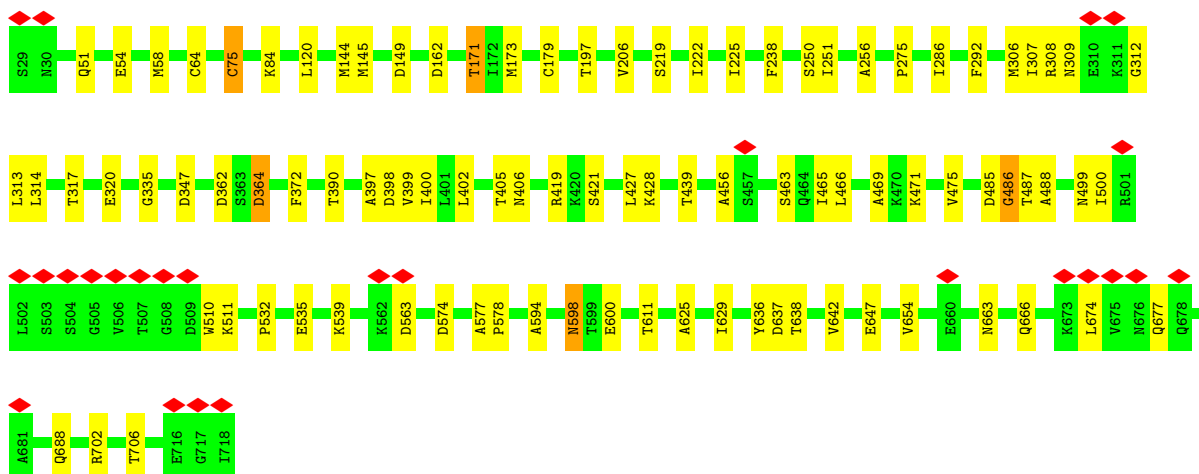 S29 N30 Q51 E54 M58 C64 C75 K84 L120 M144 M145 D149 D162 T171 I172 M173 C179 T197 V206 S219 I222 I225 F238 S250 I251 A256 P275 I286 F292 M306 I307 R308 N309 E310 K311 G312
L313 L314 T317 E320 G335 D347 D362 S363 D364 F372 T390 A397 D398 V399 I400 L401 L402 T405 N406 R419 K420 S421 L427 K428 T439 A456 S457 S463 Q464 I465 L466 A469 K470 K471 V475 D485 G486 T487 A488 N499 I500 R501
L502 S503 S504 G505 V506 T507 G508 D509 W510 K511 P532 E535 K539 K562 D563 D574 A577 P578 A594 N598 T599 E600 T611 A625 I629 Y636 D637 T638 V642 E647 V654 E660 N663 Q666 K673 L674 V675 N676 Q677 Q678
A681 Q688 R702 T706 E716 G717 I718